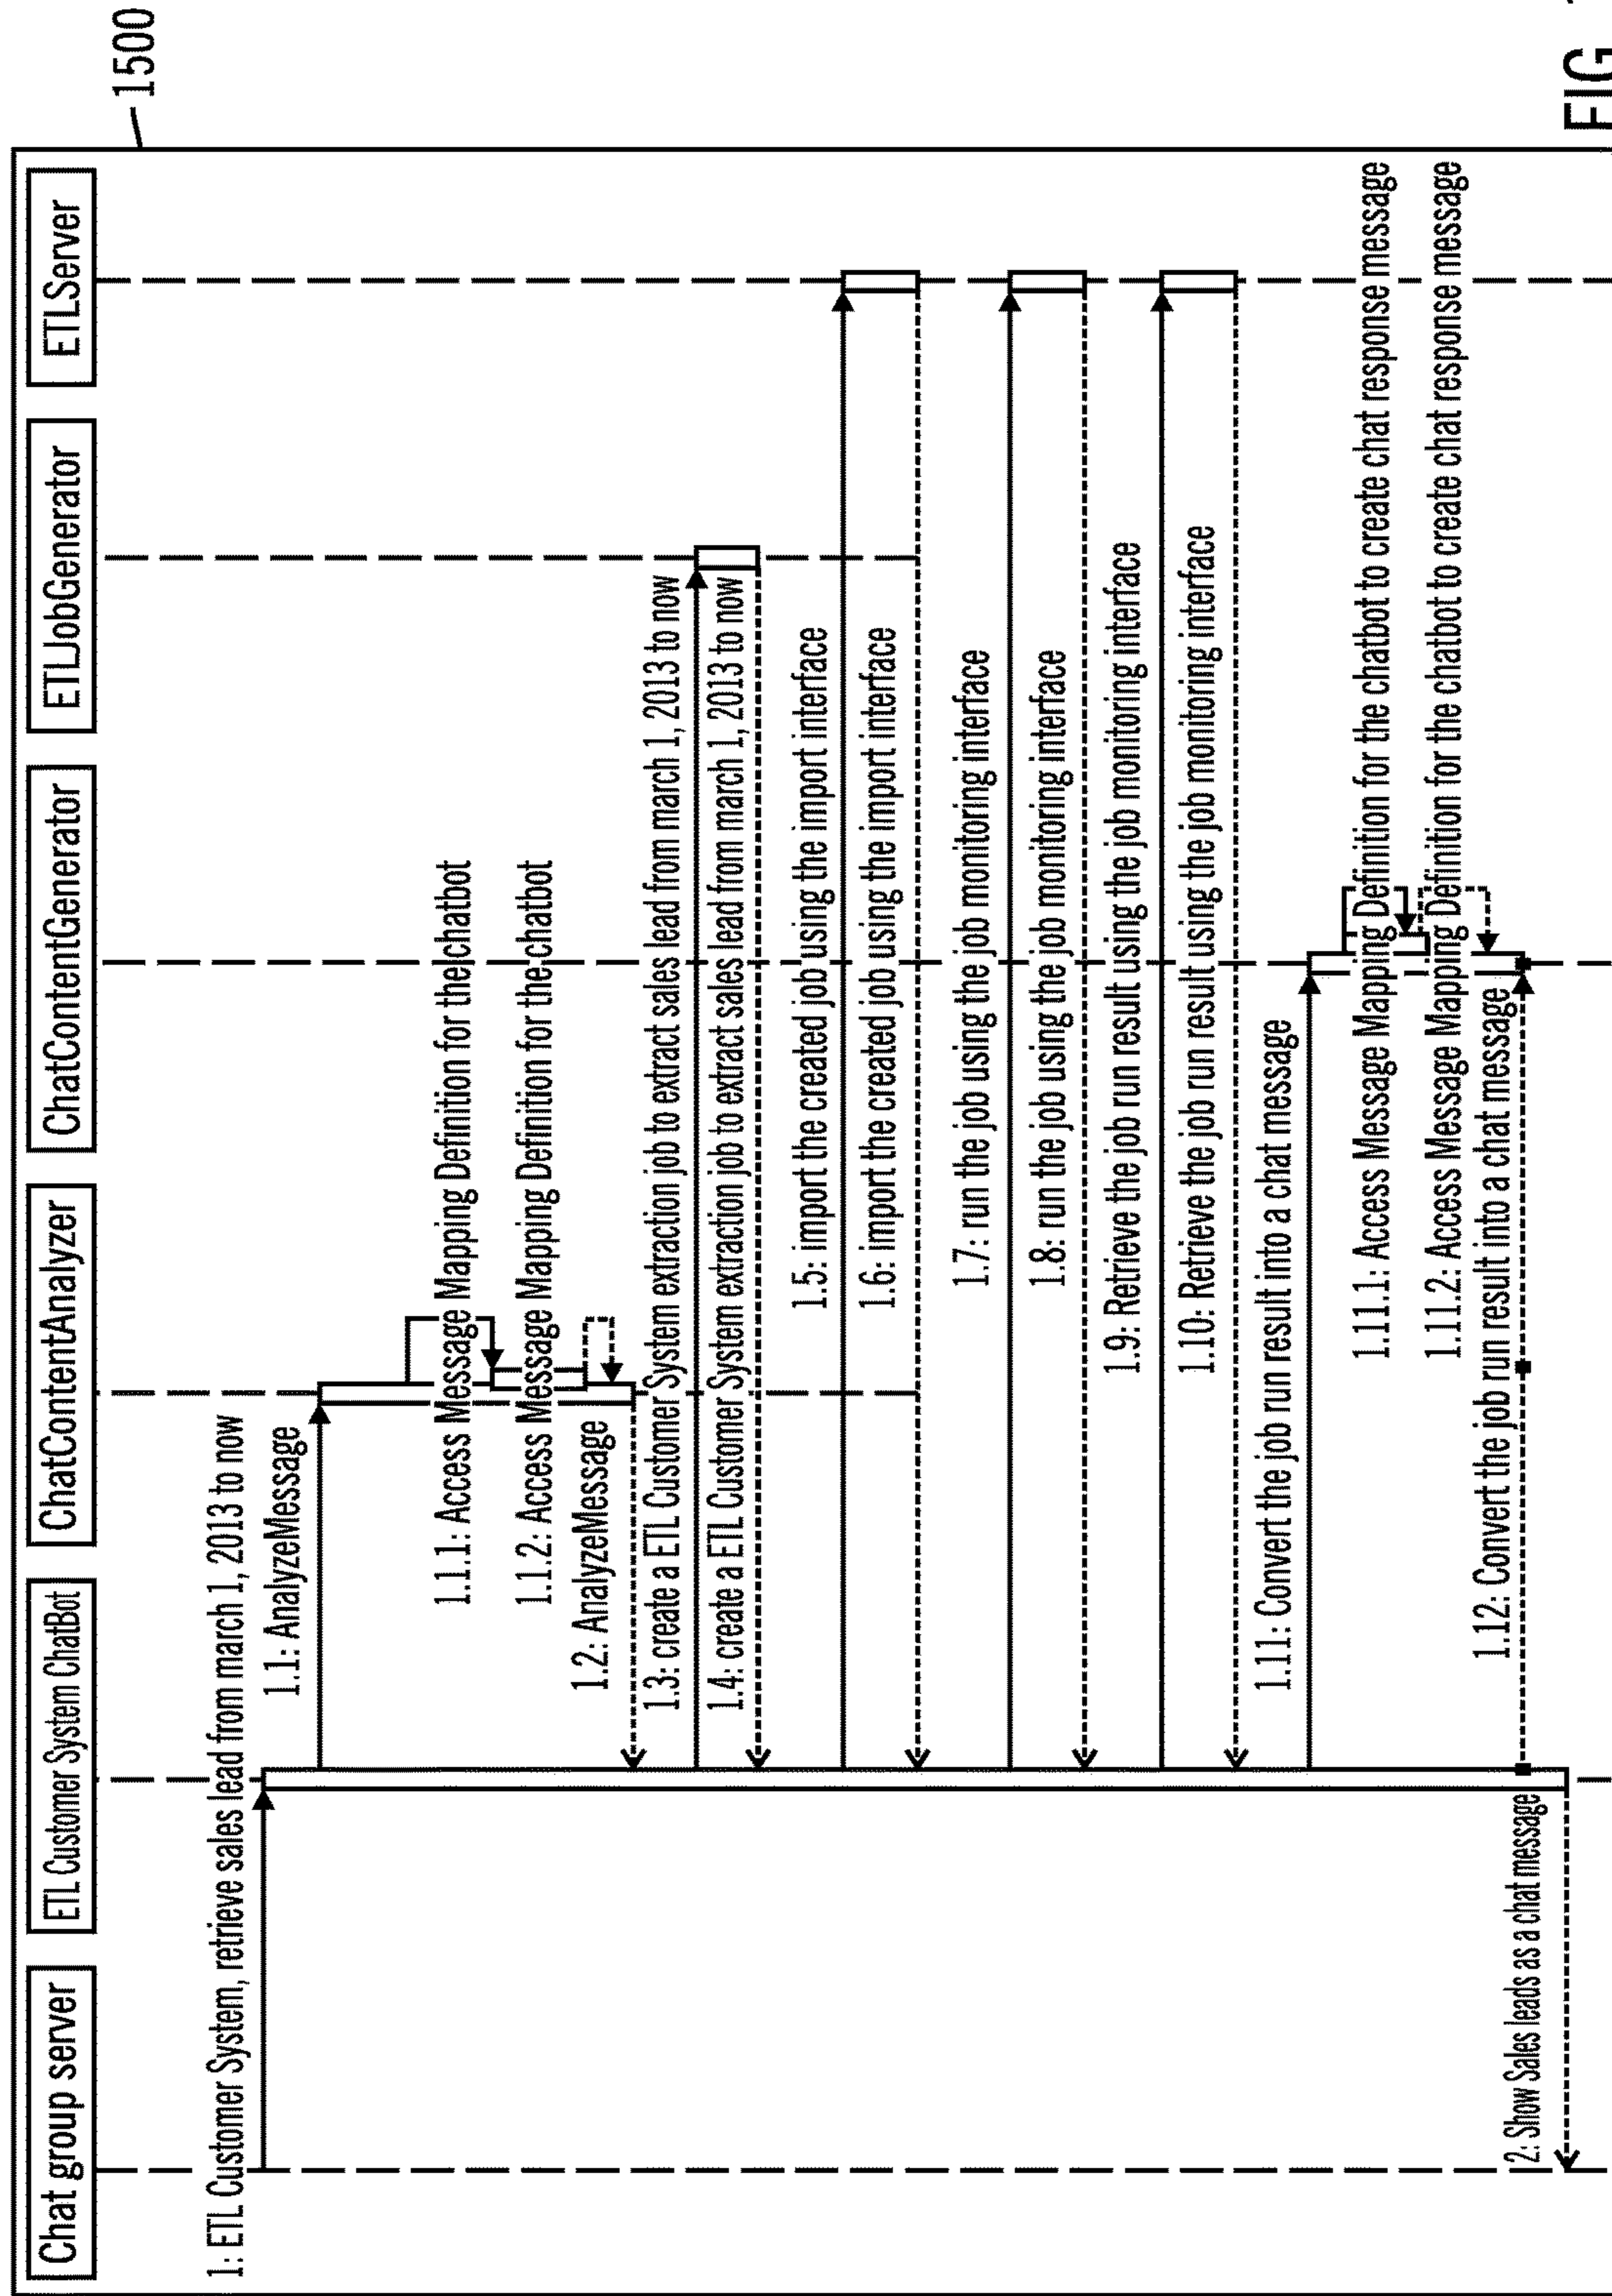 1500
Chat group server
ETL Customer System ChatBot
ChatContentAnalyzer
ChatContentGenerator
ETLJobGenerator
ETLServer
1: ETL Customer System, retrieve sales lead from march 1, 2013 to now
1.1: AnalyzeMessage
1.1.1: Access Message Mapping Definition for the chatbot
1.1.2: Access Message Mapping Definition for the chatbot
1.2: AnalyzeMessage
1.3: create a ETL Customer System extraction job to extract sales lead from march 1, 2013 to now
1.4: create a ETL Customer System extraction job to extract sales lead from march 1, 2013 to now
1.5: import the created job using the import interface
1.6: import the created job using the import interface
1.7: run the job using the job monitoring interface
1.8: run the job using the job monitoring interface
1.9: Retrieve the job run result using the job monitoring interface
1.10: Retrieve the job run result using the job monitoring interface
1.11: Convert the job run result into a chat message
1.11.1: Access Message Mapping Definition for the chatbot to create chat response message
1.11.2: Access Message Mapping Definition for the chatbot to create chat response message
1.12: Convert the job run result into a chat message
2: Show Sales leads as a chat message
FIG.